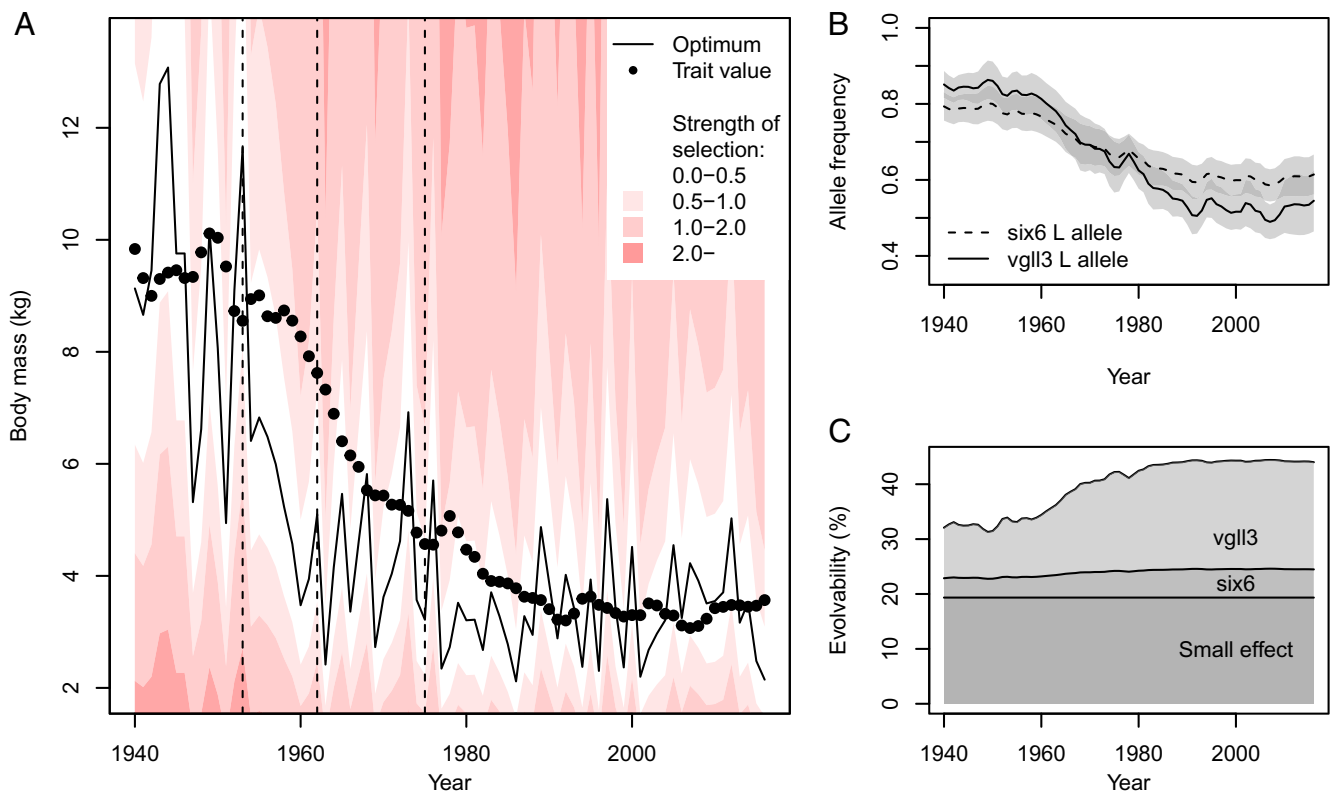 A
Body mass (kg)
12
10
8
6
4
2
1940
1960
1980
2000
Year
Optimum
Trait value
Strength of
selection:
0.0−0.5
0.5−1.0
1.0−2.0
2.0−
B
Allele frequency
1.0
0.8
0.6
0.4
six6 L allele
vgll3 L allele
1940
1960
1980
2000
Year
C
Evolvability (%)
40
30
20
10
0
vgll3
six6
Small effect
1940
1960
1980
2000
Year